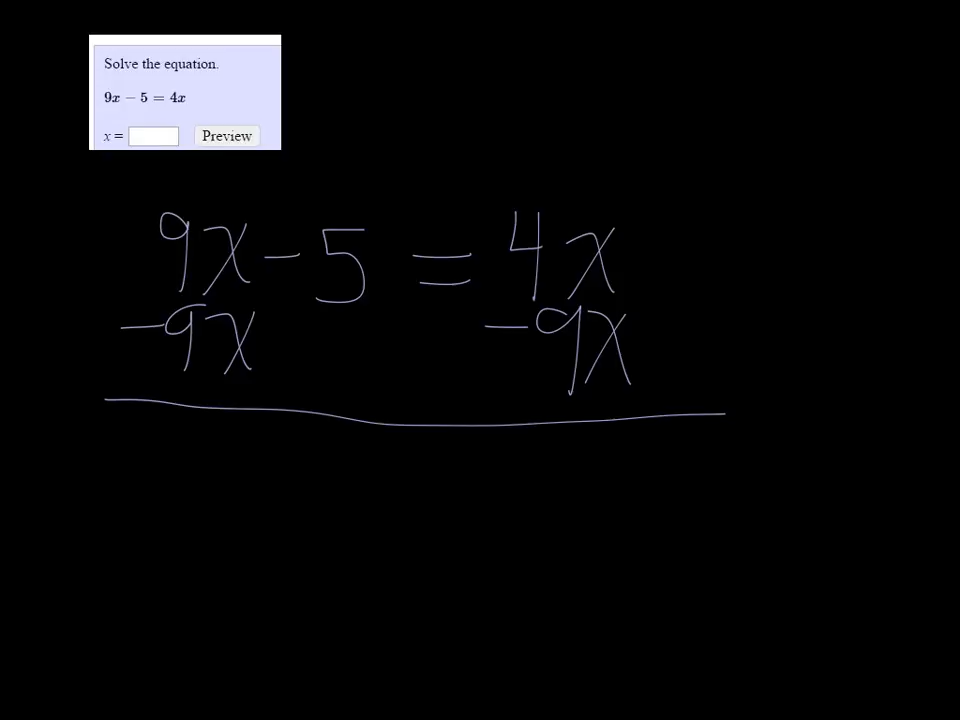 Solve the equation.
9x − 5 = 4x
x =
Preview
9x − 5 = 4x
−9x −9x